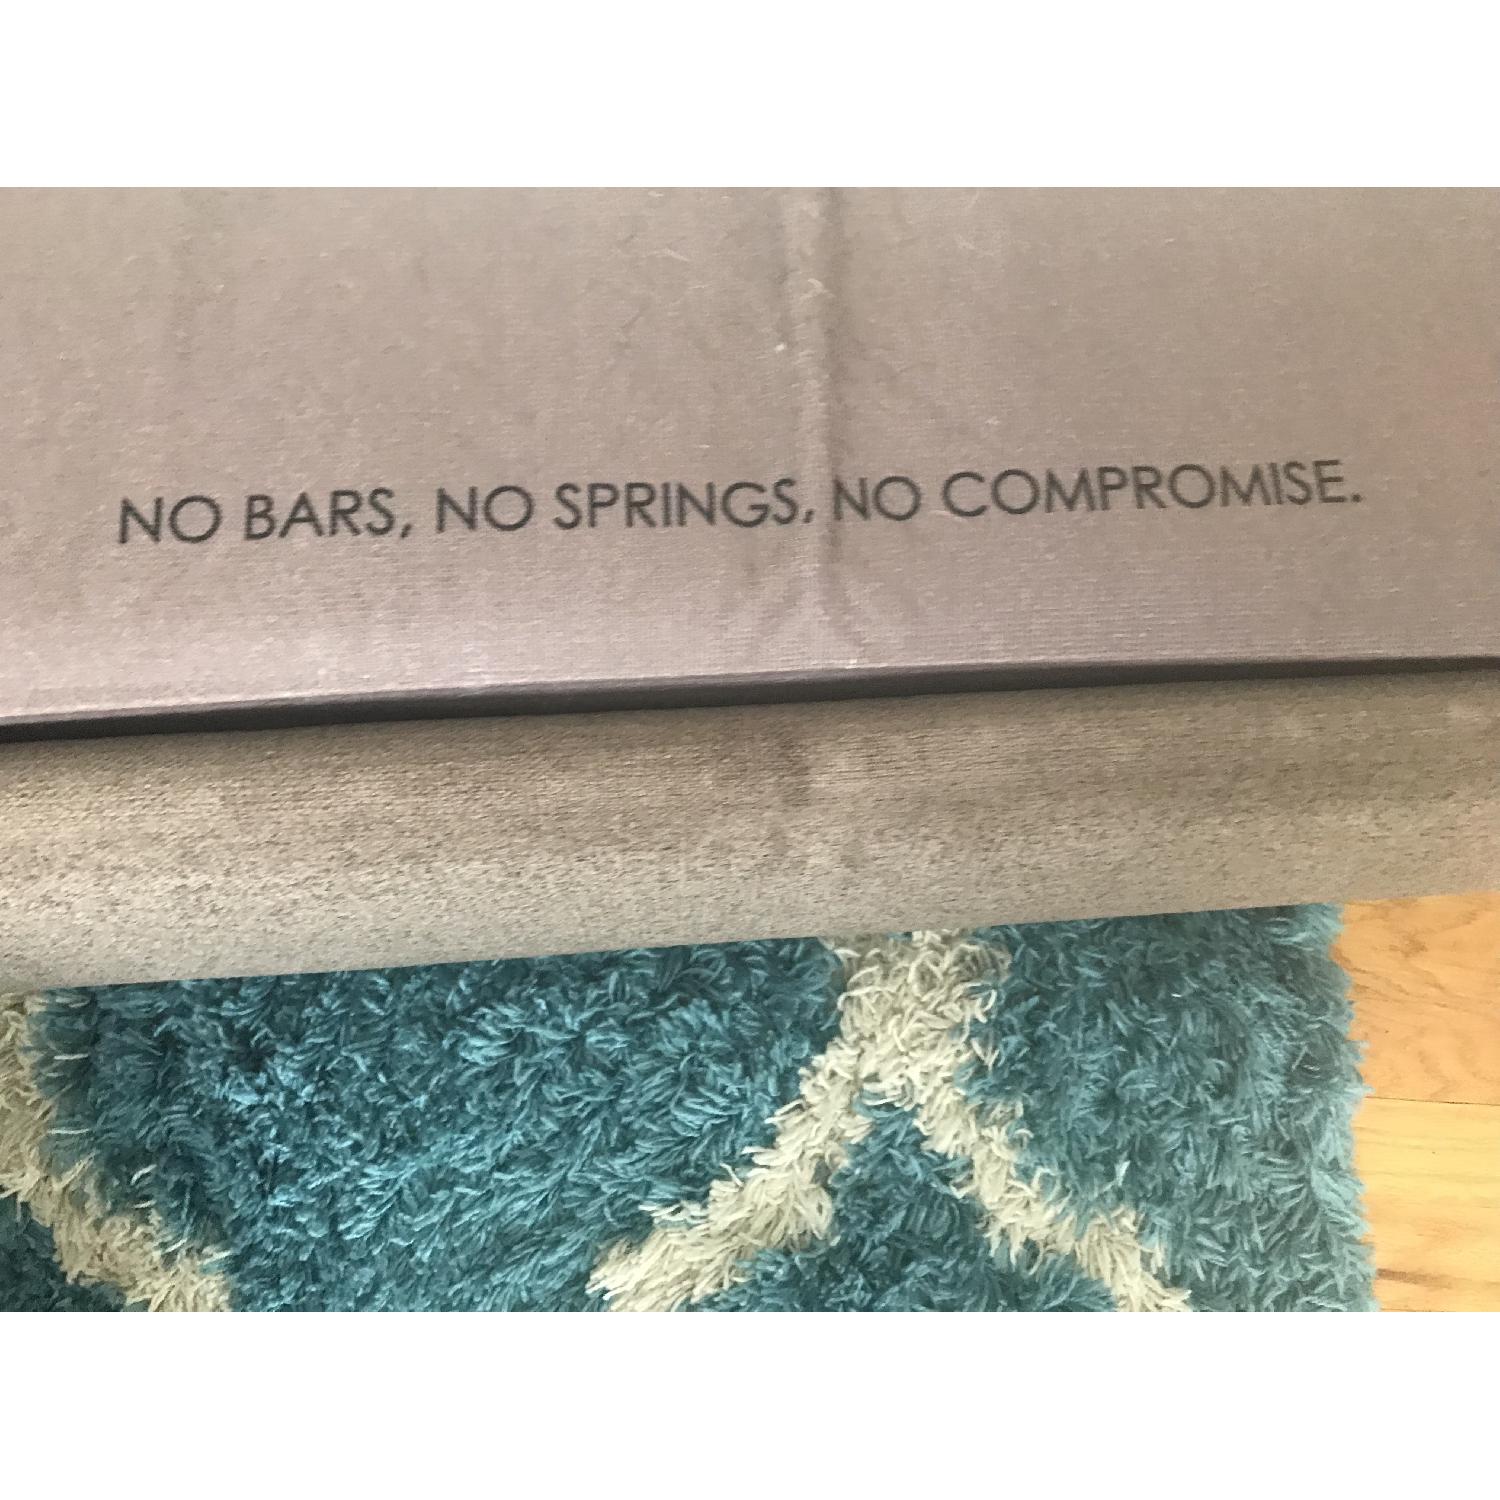 NO BARS, NO SPRINGS, NO COMPROMISE.